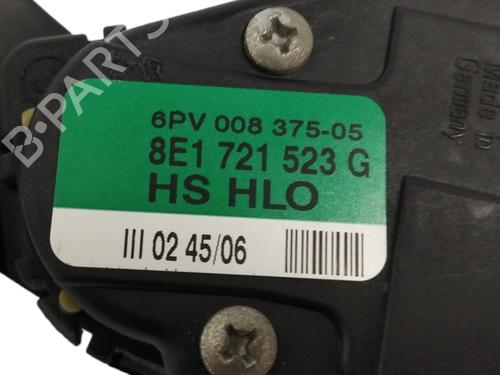 6PV 008 375-05
8E1 721 523 G
HS HLO
III 02 45/06
Made in
Germany
B-PARTS